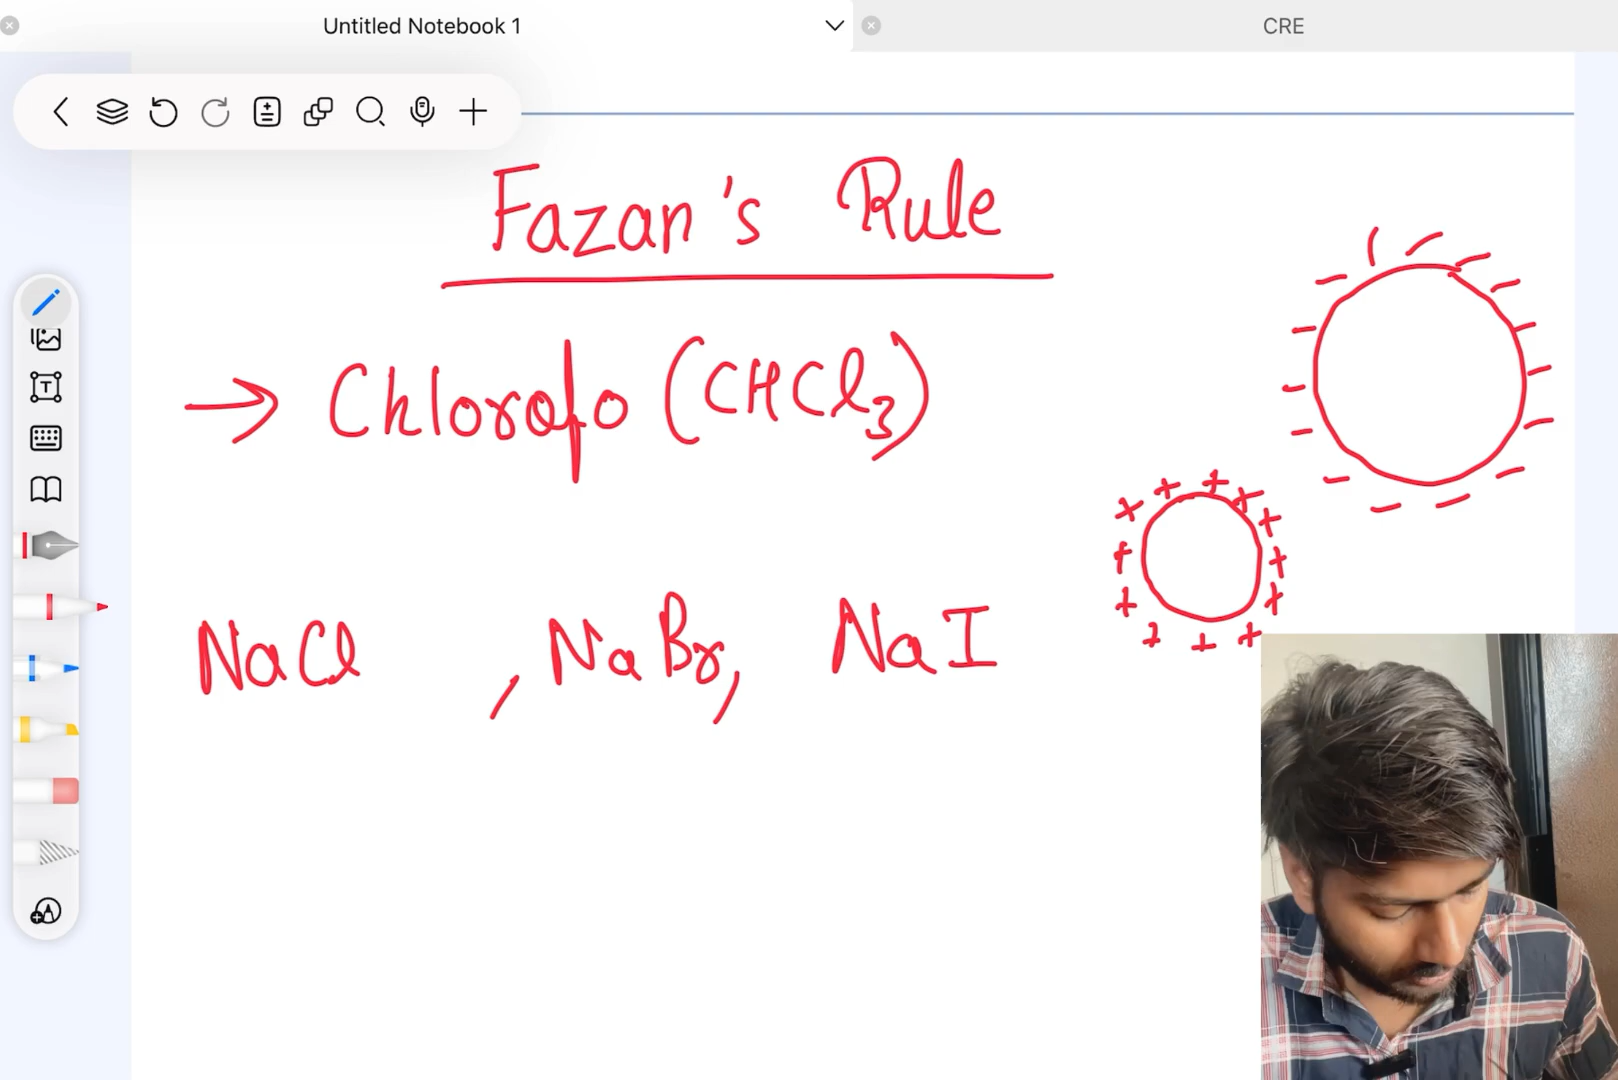 Untitled Notebook 1
CRE
Fazan's Rule
→ Chlorofo (CHCl3)
NaCl , NaBr, NaI